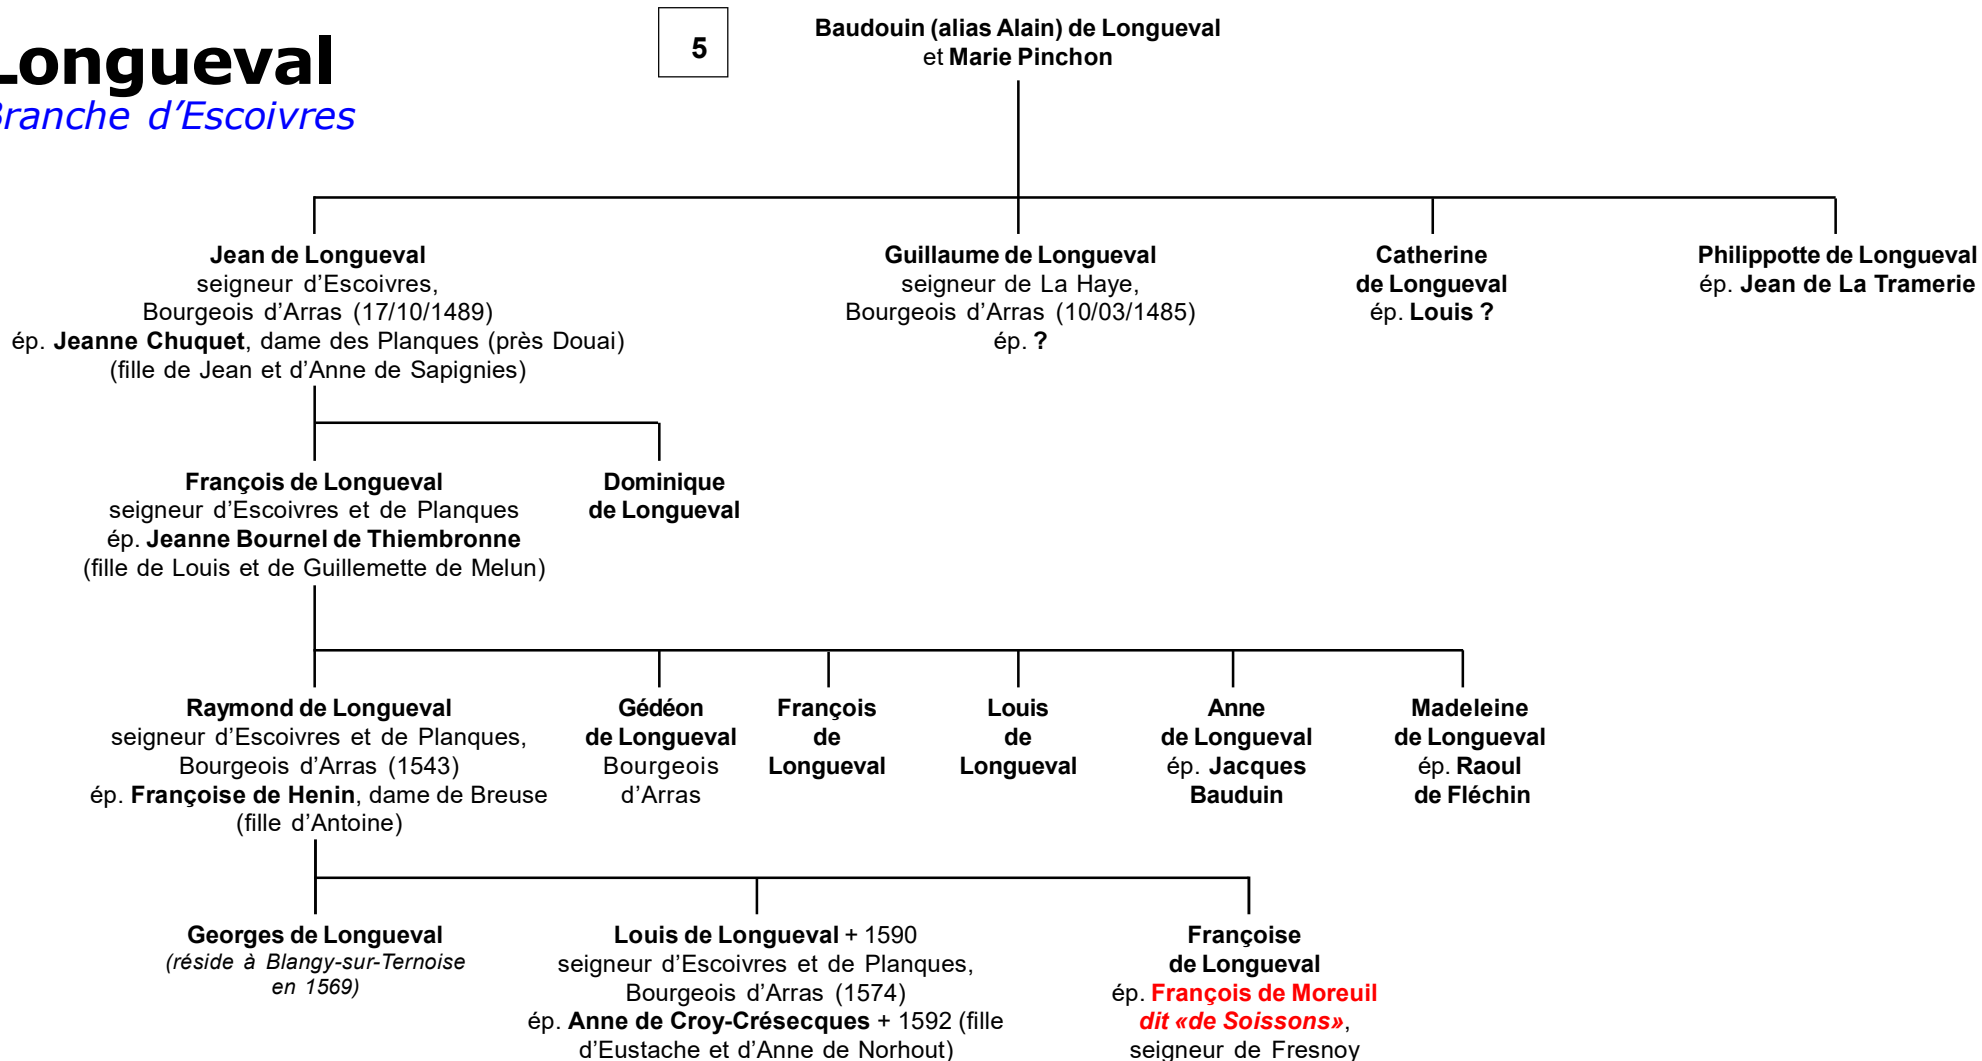 Longueval
Branche d’Escoivres
5
Baudouin (alias Alain) de Longueval
et Marie Pinchon
Jean de Longueval
seigneur d’Escoivres,
Bourgeois d’Arras (17/10/1489)
ép. Jeanne Chuquet, dame des Planques (près Douai)
(fille de Jean et d’Anne de Sapignies)
Guillaume de Longueval
seigneur de La Haye,
Bourgeois d’Arras (10/03/1485)
ép. ?
Catherine
de Longueval
ép. Louis ?
Philippotte de Longueval
ép. Jean de La Tramerie
François de Longueval
seigneur d’Escoivres et de Planques
ép. Jeanne Bournel de Thiembronne
(fille de Louis et de Guillemette de Melun)
Dominique
de Longueval
Raymond de Longueval
seigneur d’Escoivres et de Planques,
Bourgeois d’Arras (1543)
ép. Françoise de Henin, dame de Breuse
(fille d’Antoine)
Gédéon
de Longueval
Bourgeois
d’Arras
François
de
Longueval
Louis
de
Longueval
Anne
de Longueval
ép. Jacques
Bauduin
Madeleine
de Longueval
ép. Raoul
de Fléchin
Georges de Longueval
(réside à Blangy-sur-Ternoise
en 1569)
Louis de Longueval + 1590
seigneur d’Escoivres et de Planques,
Bourgeois d’Arras (1574)
ép. Anne de Croy-Crésecques + 1592 (fille
d’Eustache et d’Anne de Norhout)
Françoise
de Longueval
ép. François de Moreuil
dit «de Soissons»,
seigneur de Fresnoy